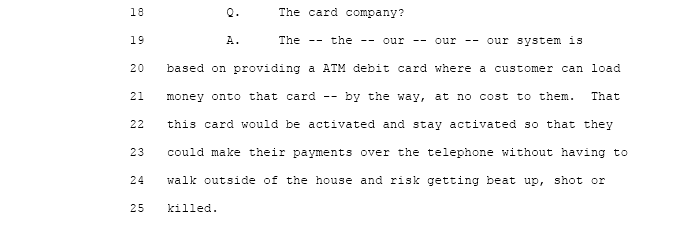 18 Q. The card company?
19 A. The -- the -- our -- our -- our system is
20 based on providing a ATM debit card where a customer can load
21 money onto that card -- by the way, at no cost to them. That
22 this card would be activated and stay activated so that they
23 could make their payments over the telephone without having to
24 walk outside of the house and risk getting beat up, shot or
25 killed.